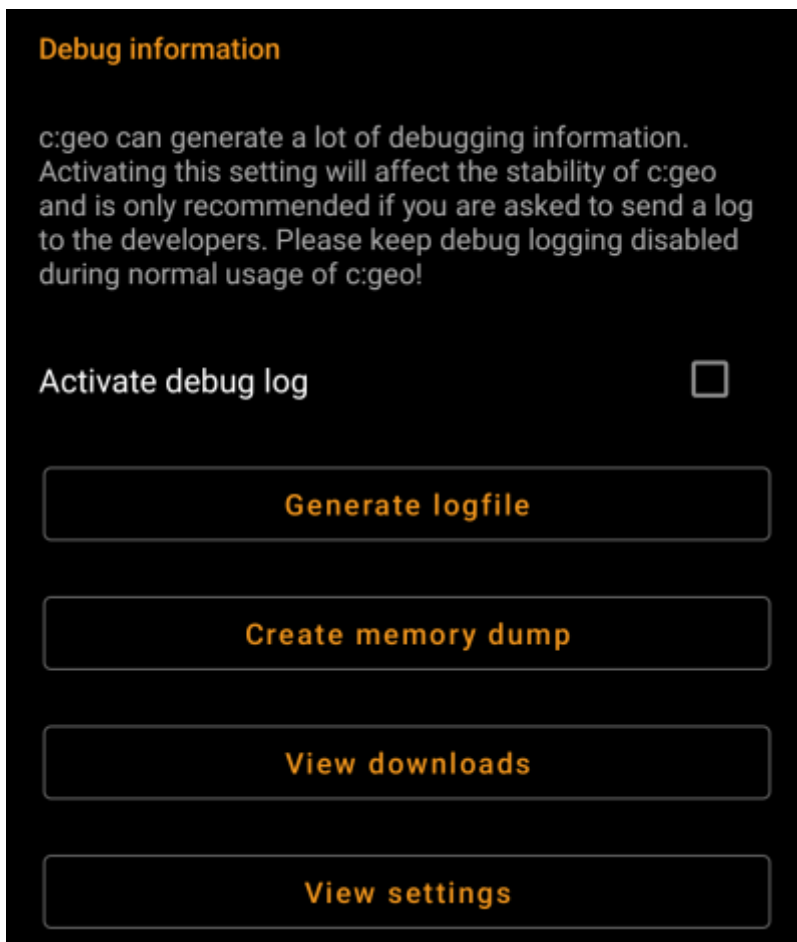 Debug information
c:geo can generate a lot of debugging information.
Activating this setting will affect the stability of c:geo
and is only recommended if you are asked to send a log
to the developers. Please keep debug logging disabled
during normal usage of c:geo!
Activate debug log
Generate logfile
Create memory dump
View downloads
View settings